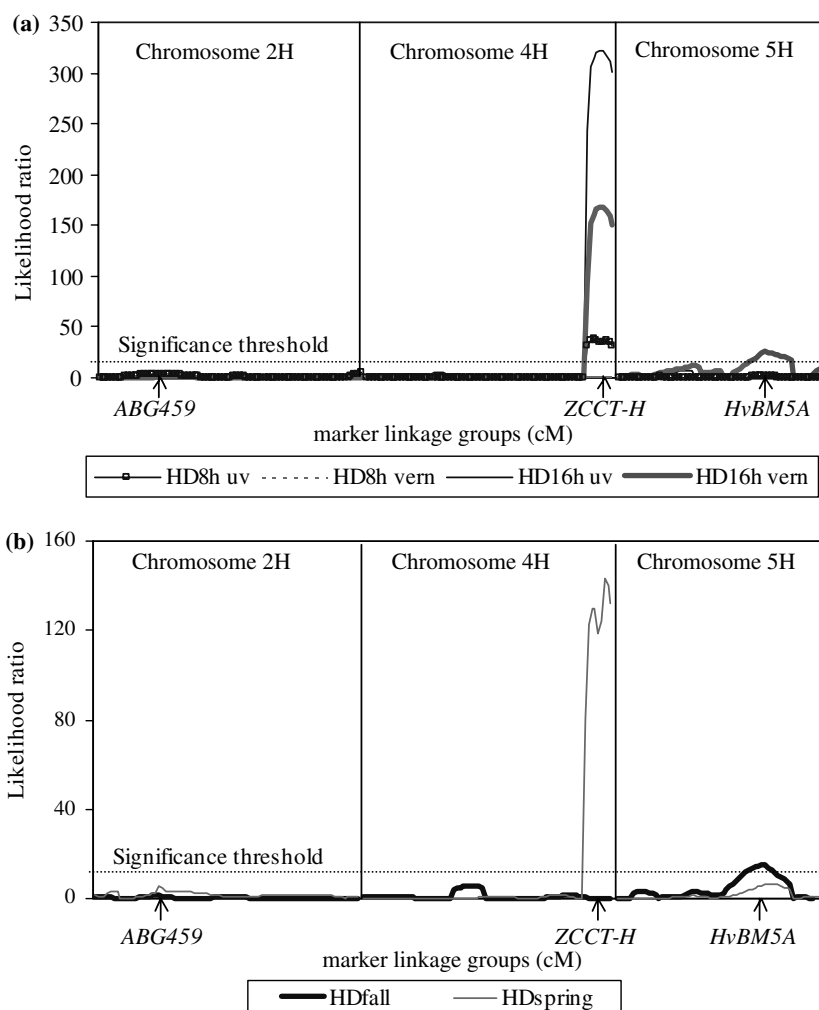 (a)
350
300
250
200
150
100
50
0
Likelihood ratio
Chromosome 2H
Chromosome 4H
Chromosome 5H
Significance threshold
ABG459
ZCCT-H
HvBM5A
marker linkage groups (cM)
HD8h uv
HD8h vern
HD16h uv
HD16h vern
(b)
160
120
80
40
0
Likelihood ratio
Chromosome 2H
Chromosome 4H
Chromosome 5H
Significance threshold
ABG459
ZCCT-H
HvBM5A
marker linkage groups (cM)
HDfall
HDspring